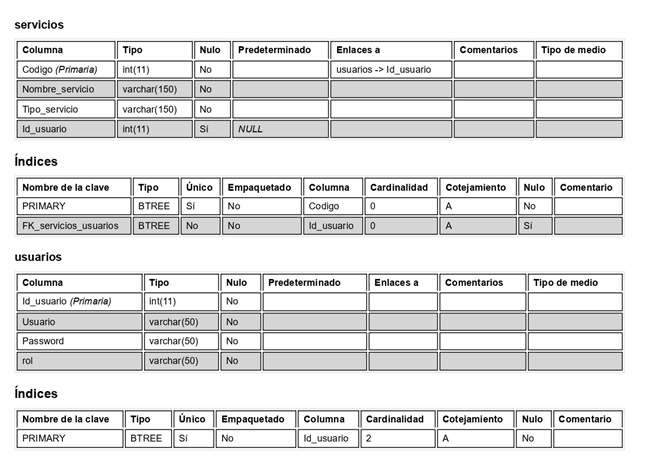 servicios
Columna Tipo Nulo Predeterminado Enlaces a Comentarios Tipo de medio
Codigo (Primaria) int(11) No usuarios -> Id_usuario
Nombre_servicio varchar(150) No
Tipo_servicio varchar(150) No
Id_usuario int(11) Sí NULL
Índices
Nombre de la clave Tipo Único Empaquetado Columna Cardinalidad Cotejamiento Nulo Comentario
PRIMARY BTREE Sí No Codigo 0 A No
FK_servicios_usuarios BTREE No No Id_usuario 0 A Sí
usuarios
Columna Tipo Nulo Predeterminado Enlaces a Comentarios Tipo de medio
Id_usuario (Primaria) int(11) No
Usuario varchar(50) No
Password varchar(50) No
rol varchar(50) No
Índices
Nombre de la clave Tipo Único Empaquetado Columna Cardinalidad Cotejamiento Nulo Comentario
PRIMARY BTREE Sí No Id_usuario 2 A No